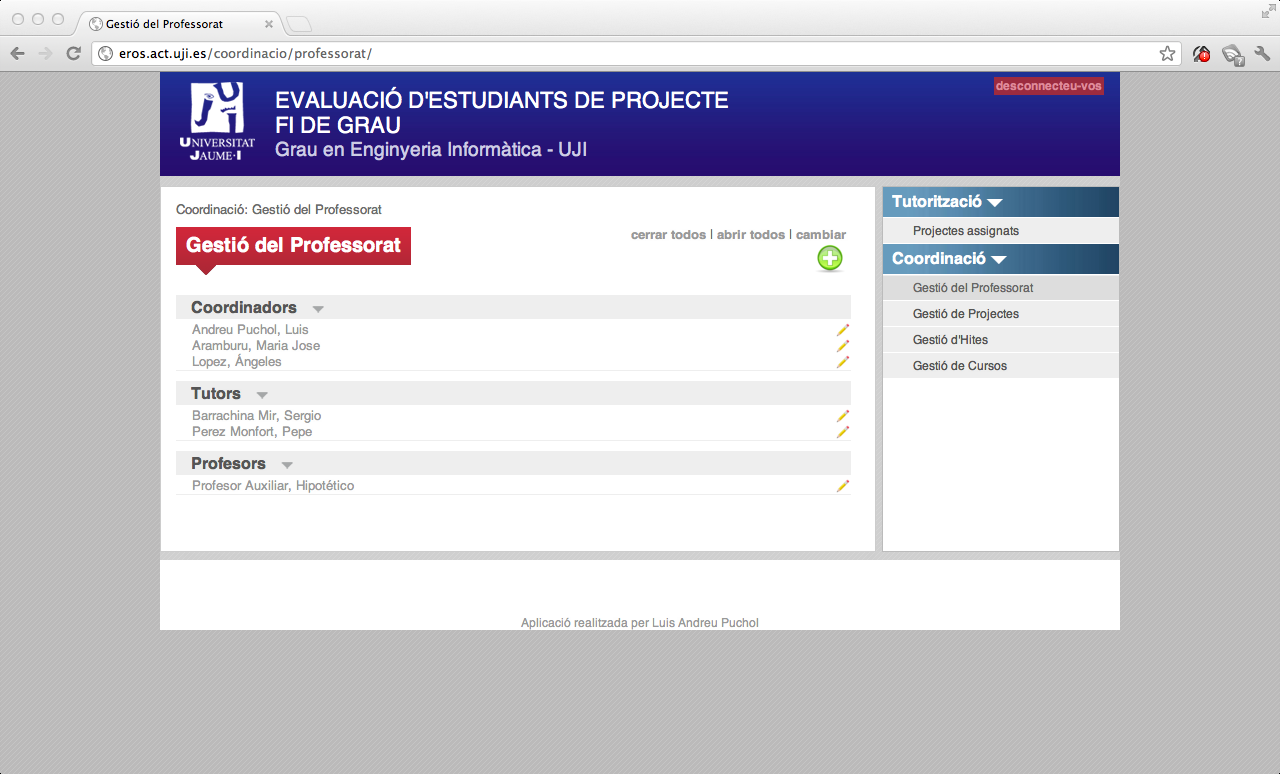 Gestió del Professorat
eros.act.uji.es/coordinacio/professorat/
desconnecteu-vos
UNIVERSITAT
JAUME·I
EVALUACIÓ D'ESTUDIANTS DE PROJECTE
FI DE GRAU
Grau en Enginyeria Informàtica - UJI
Coordinació: Gestió del Professorat
Gestió del Professorat
cerrar todos | abrir todos | cambiar
Coordinadors
Andreu Puchol, Luis
Aramburu, Maria Jose
Lopez, Ángeles
Tutors
Barrachina Mir, Sergio
Perez Monfort, Pepe
Profesors
Profesor Auxiliar, Hipotético
Tutorització
Projectes assignats
Coordinació
Gestió del Professorat
Gestió de Projectes
Gestió d'Hites
Gestió de Cursos
Aplicació realitzada per Luis Andreu Puchol